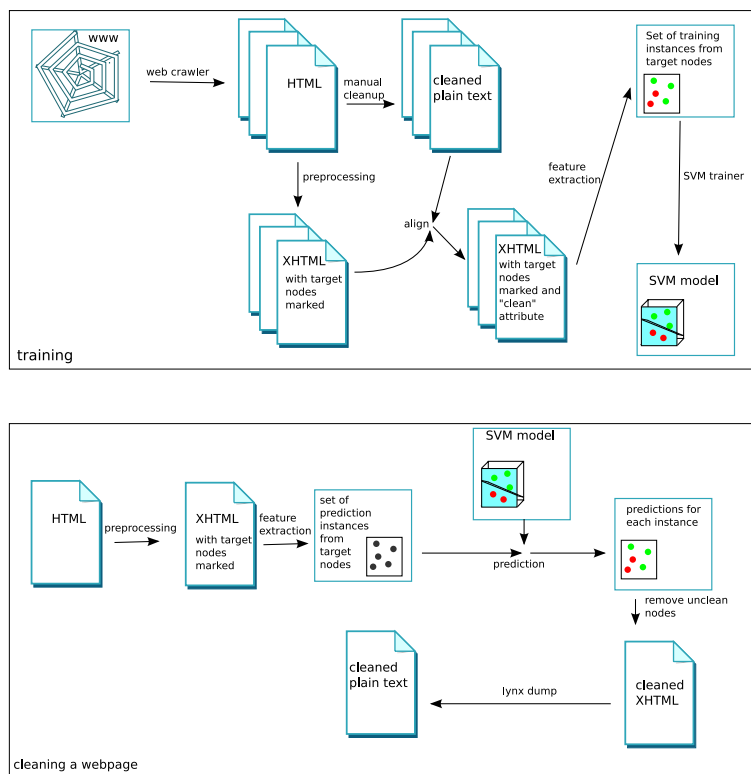 www
web crawler
HTML
manual
cleanup
cleaned
plain text
Set of training
instances from
target nodes
preprocessing
align
feature
extraction
SVM trainer
XHTML
with target
nodes
marked
XHTML
with target
nodes
marked and
"clean"
attribute
SVM model
training
SVM model
HTML
preprocessing
XHTML
with target
nodes
marked
feature
extraction
set of
prediction
instances
from
target
nodes
prediction
predictions for
each instance
remove unclean
nodes
cleaned
XHTML
lynx dump
cleaned
plain text
cleaning a webpage